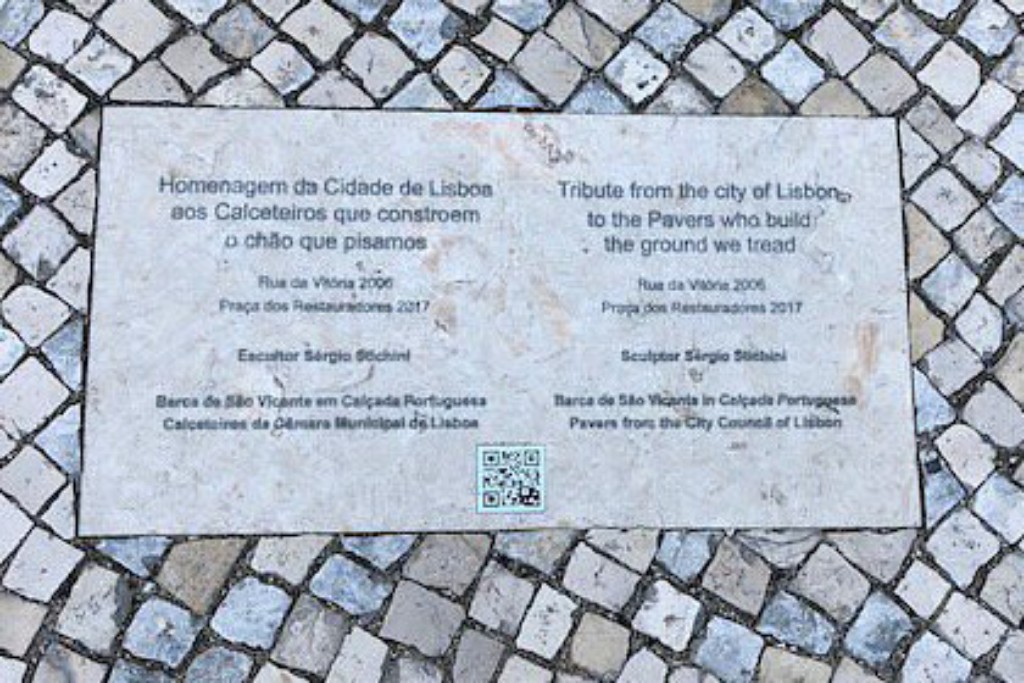 Homenagem da Cidade de Lisboa
aos Calceteiros que constroem
o chão que pisamos
Rua da Vitória 2006
Praça dos Restauradores 2017
Escultor Sérgio Stichini
Barca de São Vicente em Calçada Portuguesa
Calceteiros da Câmara Municipal de Lisboa
Tribute from the city of Lisbon
to the Pavers who build
the ground we tread
Rua da Vitória 2006
Praça dos Restauradores 2017
Sculptor Sérgio Stichini
Barca de São Vicente in Calçada Portuguesa
Pavers from the City Council of Lisbon